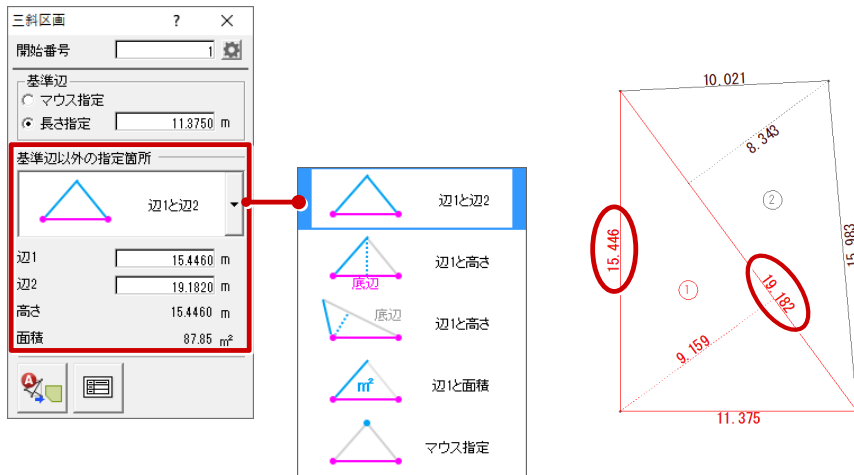 三斜区画 ? ×
開始番号 1
基準辺
マウス指定
長さ指定 11.3750 m
基準辺以外の指定箇所
辺1と辺2
辺1 15.4460 m
辺2 19.1820 m
高さ 15.4460 m
面積 87.85 m²
A
辺1と辺2
底辺 辺1と高さ
底辺 辺1と高さ
m² 辺1と面積
マウス指定
10.021
8.343
②
15.446
15.983
①
19.182
9.159
11.375